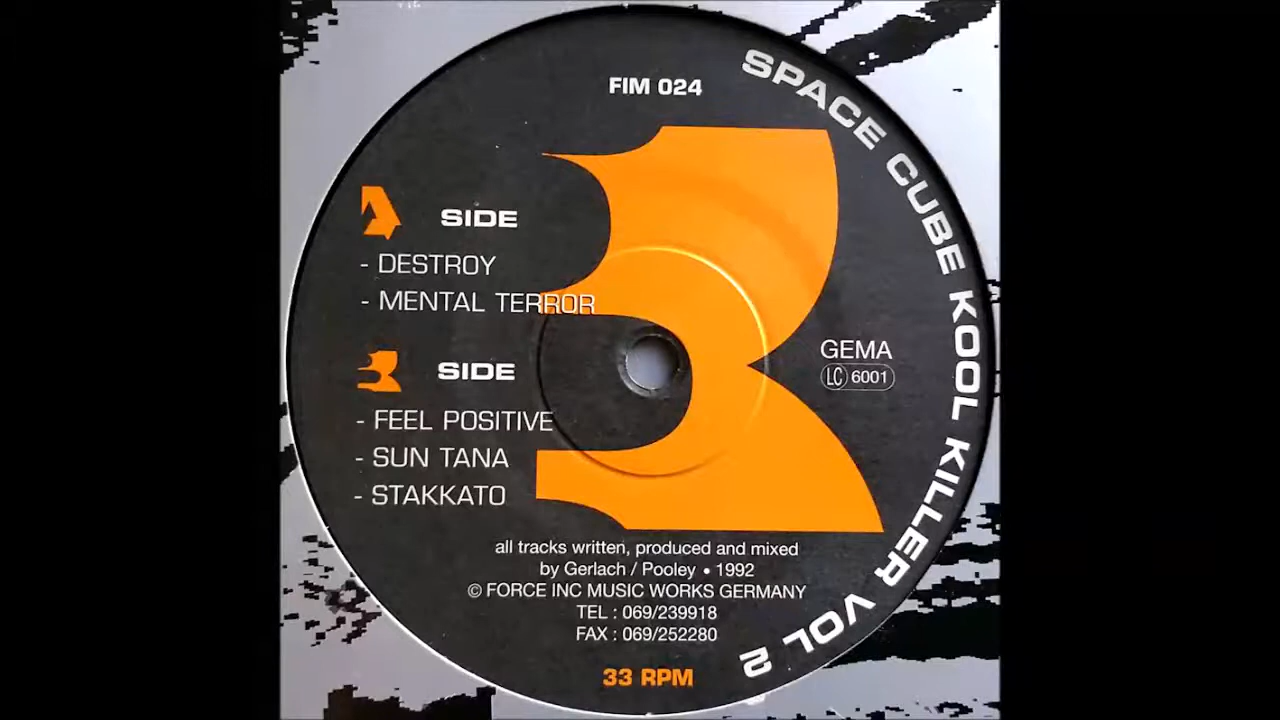 FIM 024
SPACE CUBE KOOL KILLER VOL 2
A SIDE
- DESTROY
- MENTAL TERROR
GEMA
LC 6001
B SIDE
- FEEL POSITIVE
- SUN TANA
- STAKKATO
all tracks written, produced and mixed
by Gerlach / Pooley • 1992
© FORCE INC MUSIC WORKS GERMANY
TEL : 069/239918
FAX : 069/252280
33 RPM